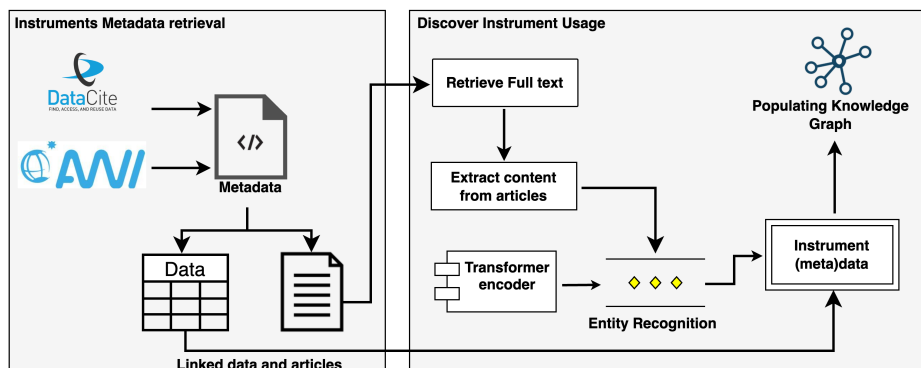 Instruments Metadata retrieval
DataCite
FIND, ACCESS, AND REUSE DATA
AWI
</>
Metadata
Data
Linked data and articles
Discover Instrument Usage
Retrieve Full text
Extract content
from articles
Transformer
encoder
Entity Recognition
Instrument
(meta)data
Populating Knowledge
Graph